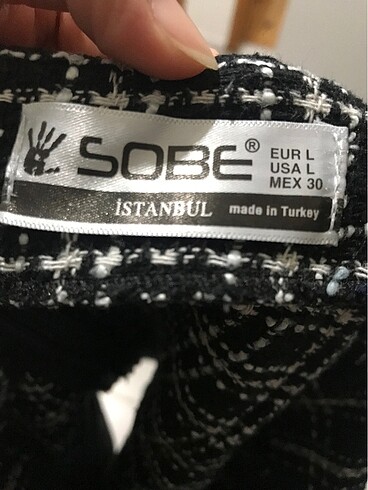 SOBE®
EUR L
USA L
MEX 30
İSTANBUL made in Turkey